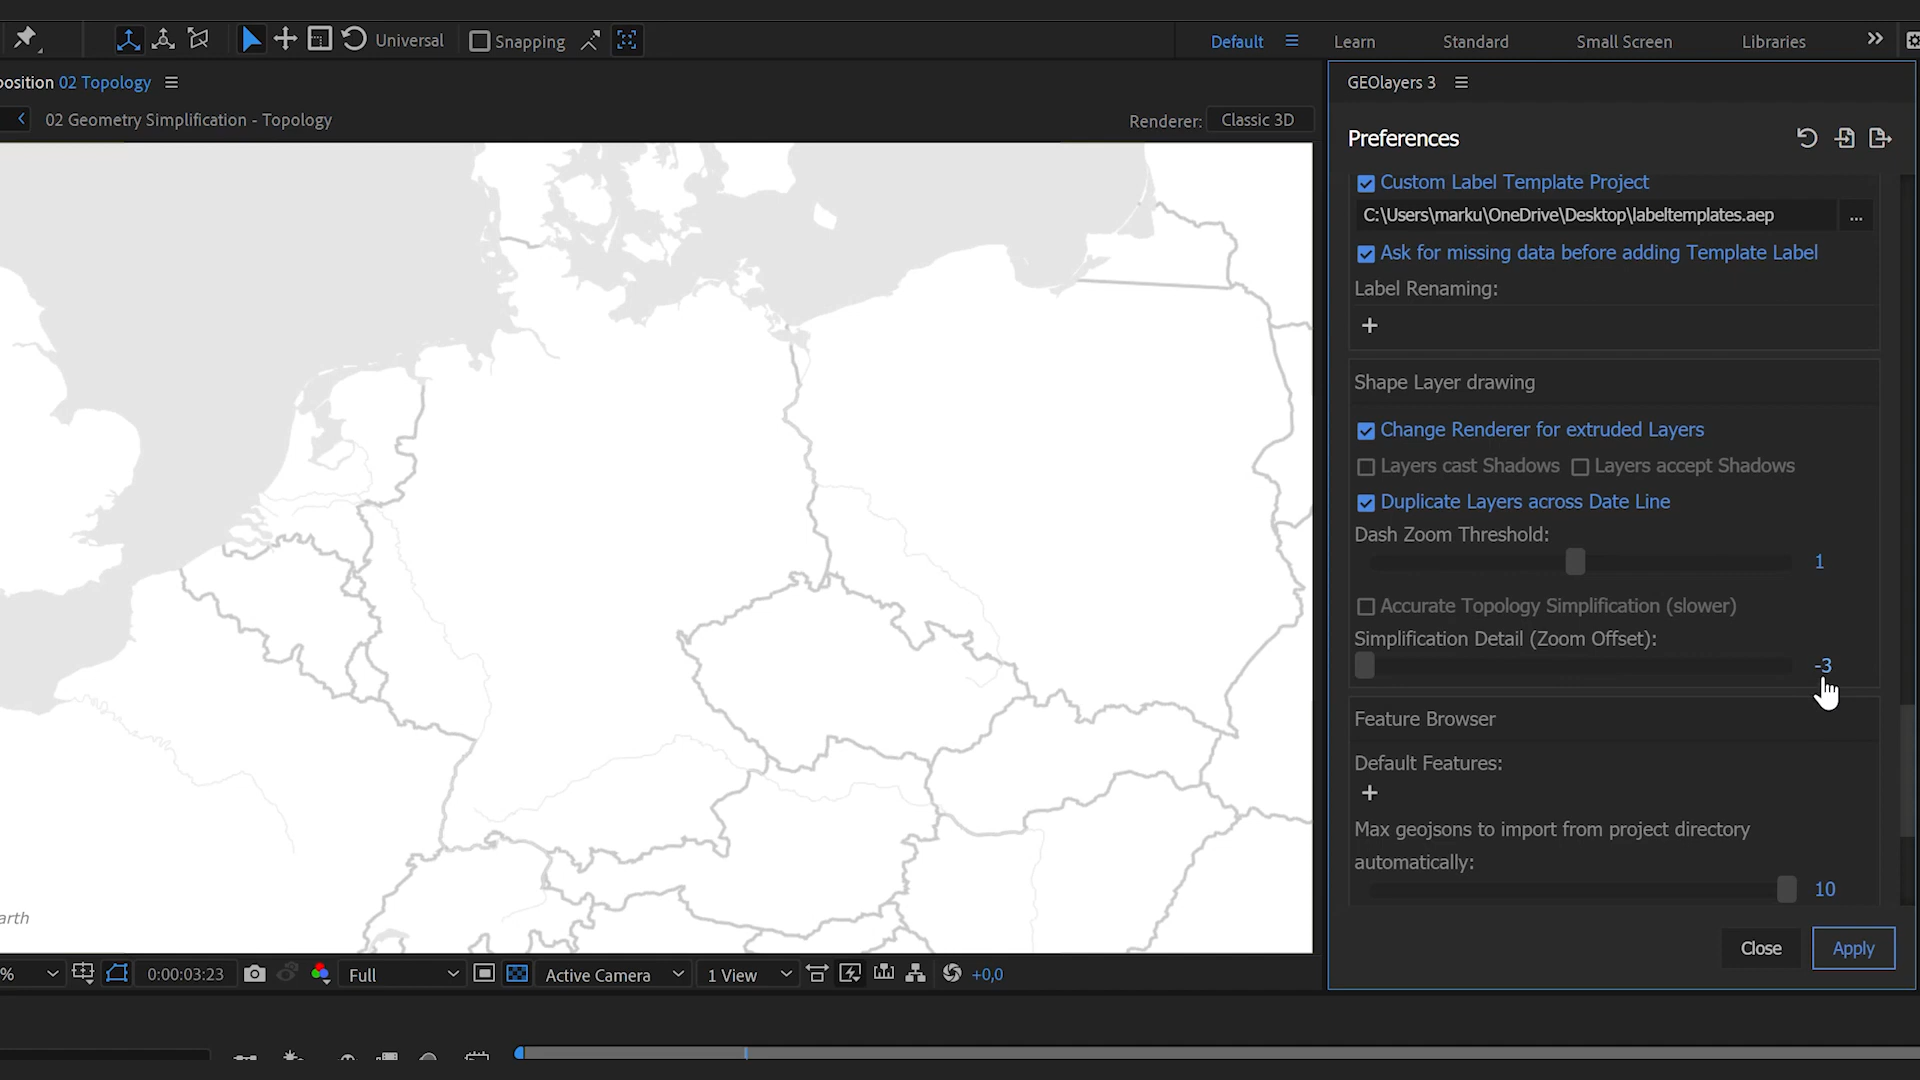 Universal
Snapping
Default
Learn
Standard
Small Screen
Libraries
osition 02 Topology
GEOlayers 3
02 Geometry Simplification - Topology
Renderer:
Classic 3D
Preferences
Custom Label Template Project
C:\Users\marku\OneDrive\Desktop\labeltemplates.aep
...
Ask for missing data before adding Template Label
Label Renaming:
+
Shape Layer drawing
Change Renderer for extruded Layers
Layers cast Shadows
Layers accept Shadows
Duplicate Layers across Date Line
Dash Zoom Threshold:
1
Accurate Topology Simplification (slower)
Simplification Detail (Zoom Offset):
-3
Feature Browser
Default Features:
+
Max geojsons to import from project directory
automatically:
10
arth
Close
Apply
%
0:00:03:23
Full
Active Camera
1 View
+0,0